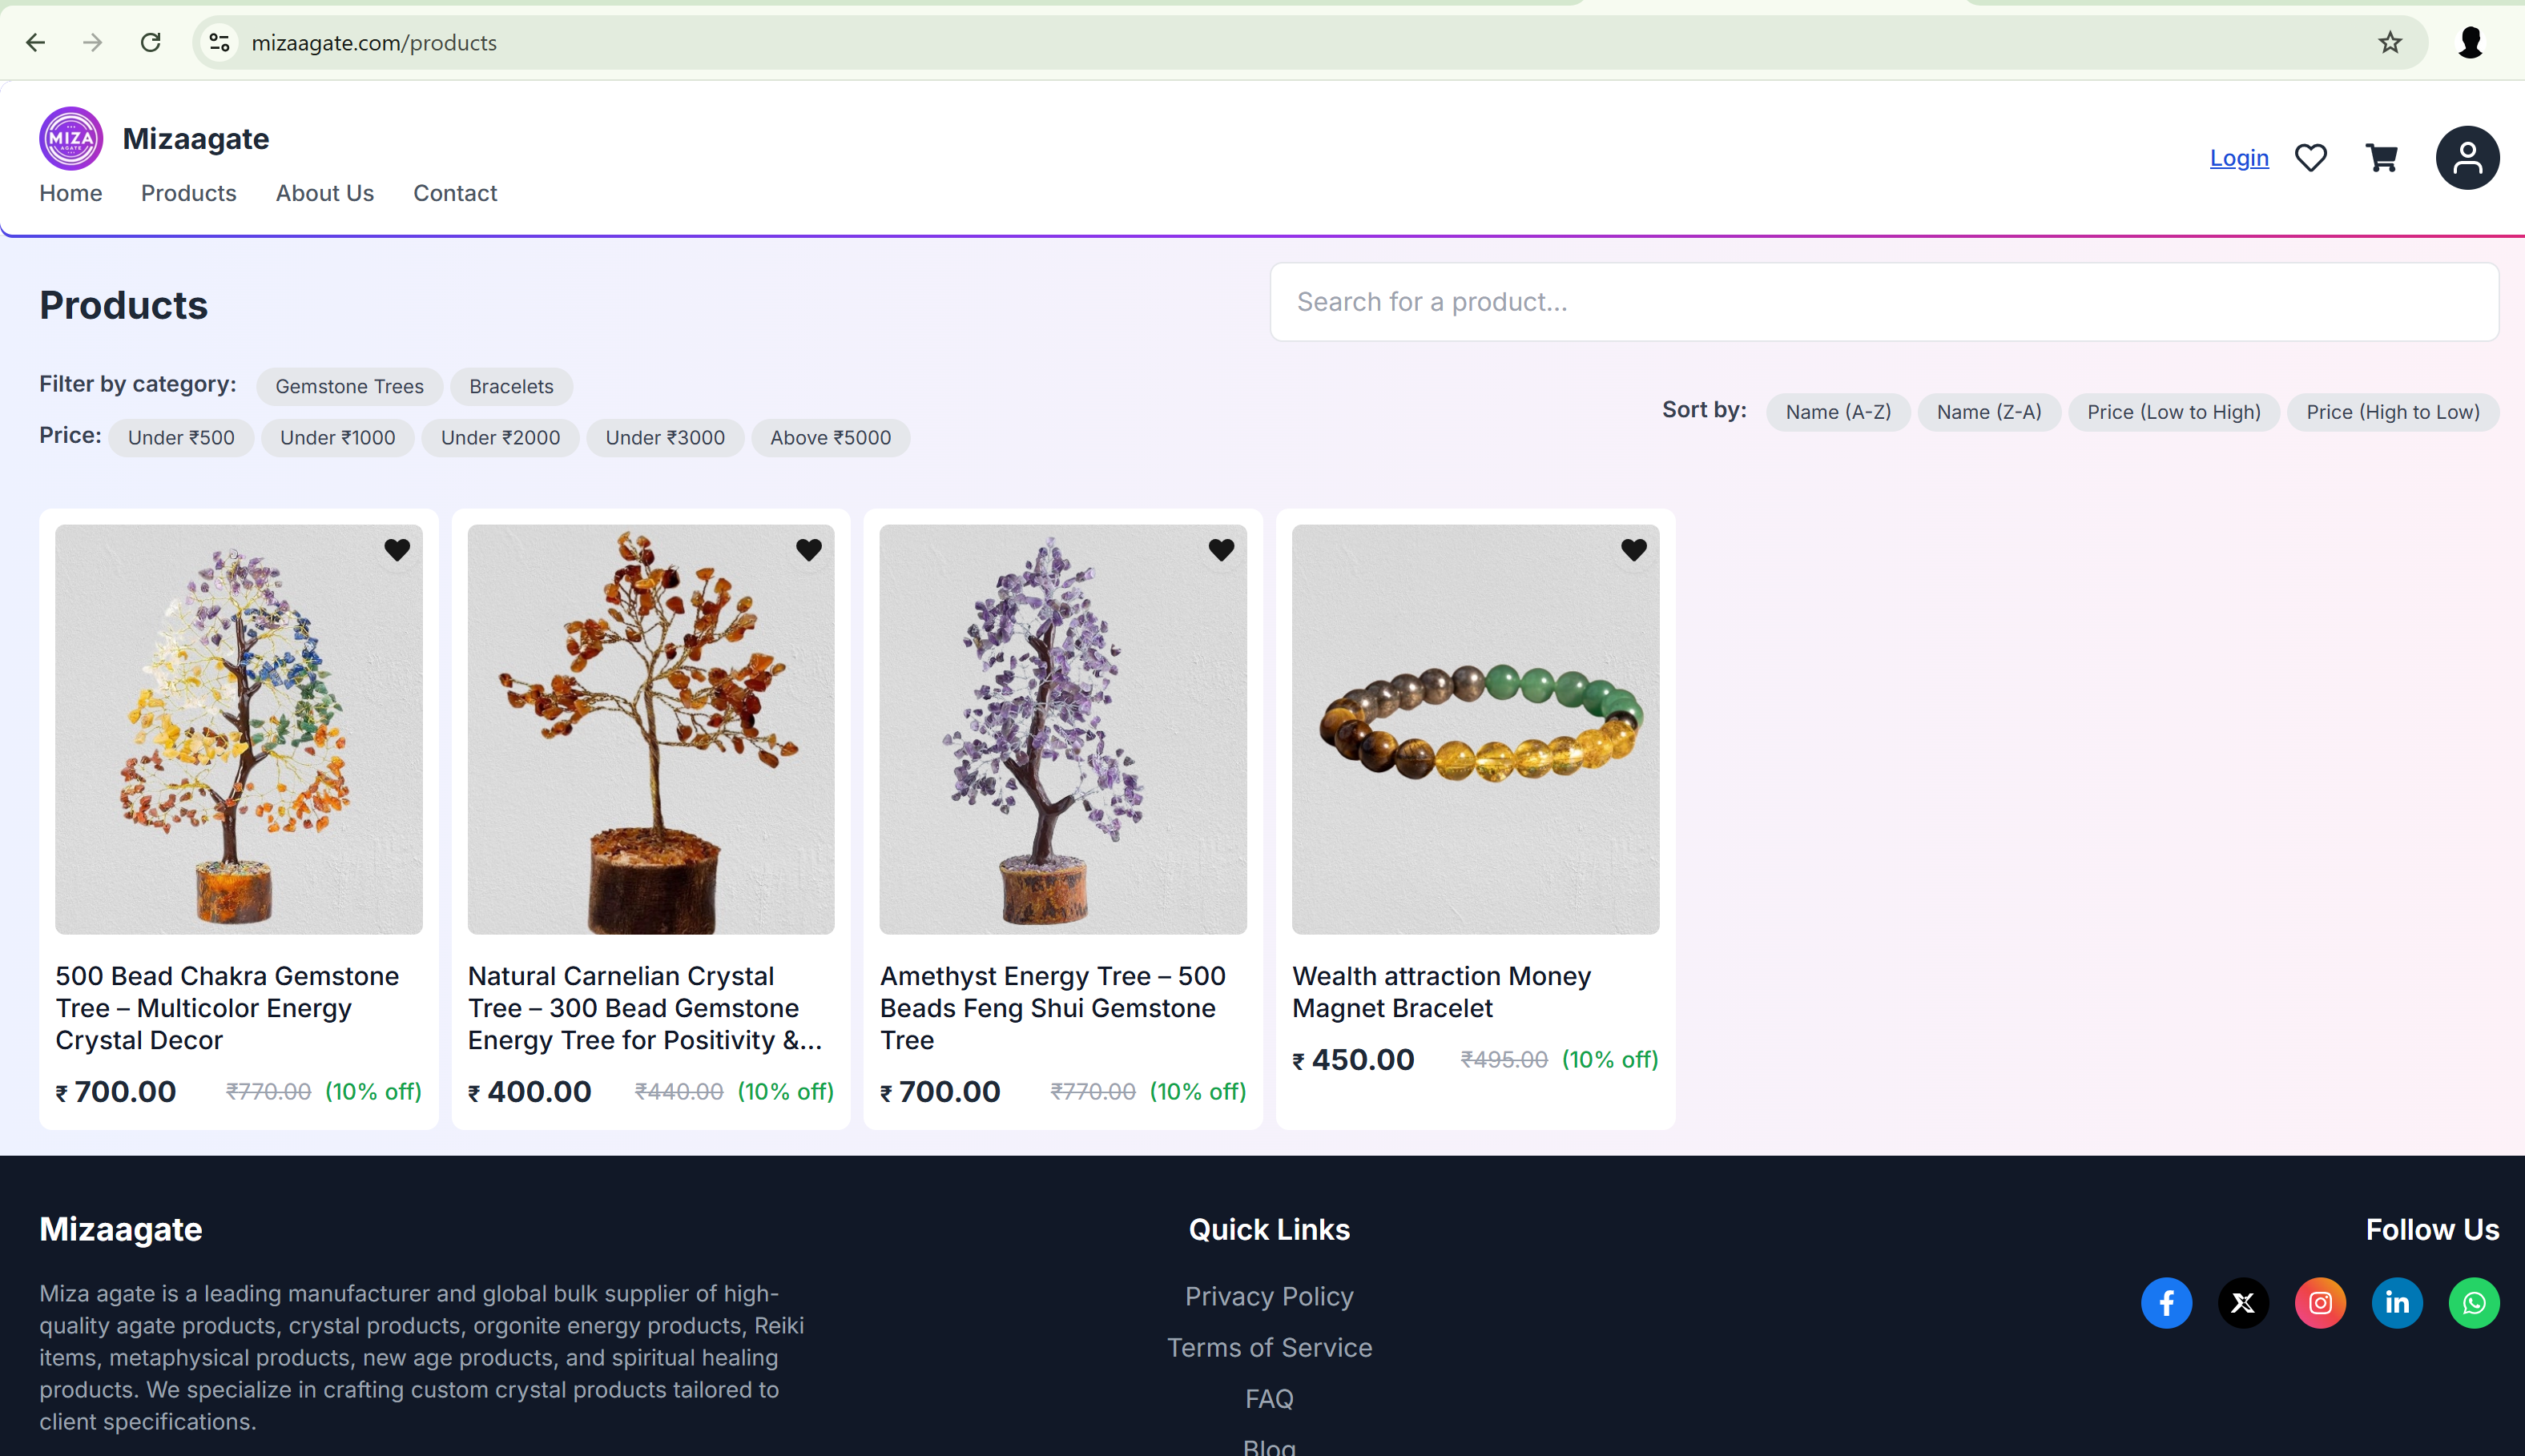 mizaagate.com/products
MIZA
AGATE
Mizaagate
Home Products About Us Contact
Login
Products
Search for a product...
Filter by category: Gemstone Trees Bracelets
Price: Under ₹500 Under ₹1000 Under ₹2000 Under ₹3000 Above ₹5000
Sort by: Name (A-Z) Name (Z-A) Price (Low to High) Price (High to Low)
500 Bead Chakra Gemstone
Tree – Multicolor Energy
Crystal Decor
₹ 700.00 ₹770.00 (10% off)
Natural Carnelian Crystal
Tree – 300 Bead Gemstone
Energy Tree for Positivity &...
₹ 400.00 ₹440.00 (10% off)
Amethyst Energy Tree – 500
Beads Feng Shui Gemstone
Tree
₹ 700.00 ₹770.00 (10% off)
Wealth attraction Money
Magnet Bracelet
₹ 450.00 ₹495.00 (10% off)
Mizaagate
Miza agate is a leading manufacturer and global bulk supplier of high-
quality agate products, crystal products, orgonite energy products, Reiki
items, metaphysical products, new age products, and spiritual healing
products. We specialize in crafting custom crystal products tailored to
client specifications.
Quick Links
Privacy Policy
Terms of Service
FAQ
Blog
Follow Us